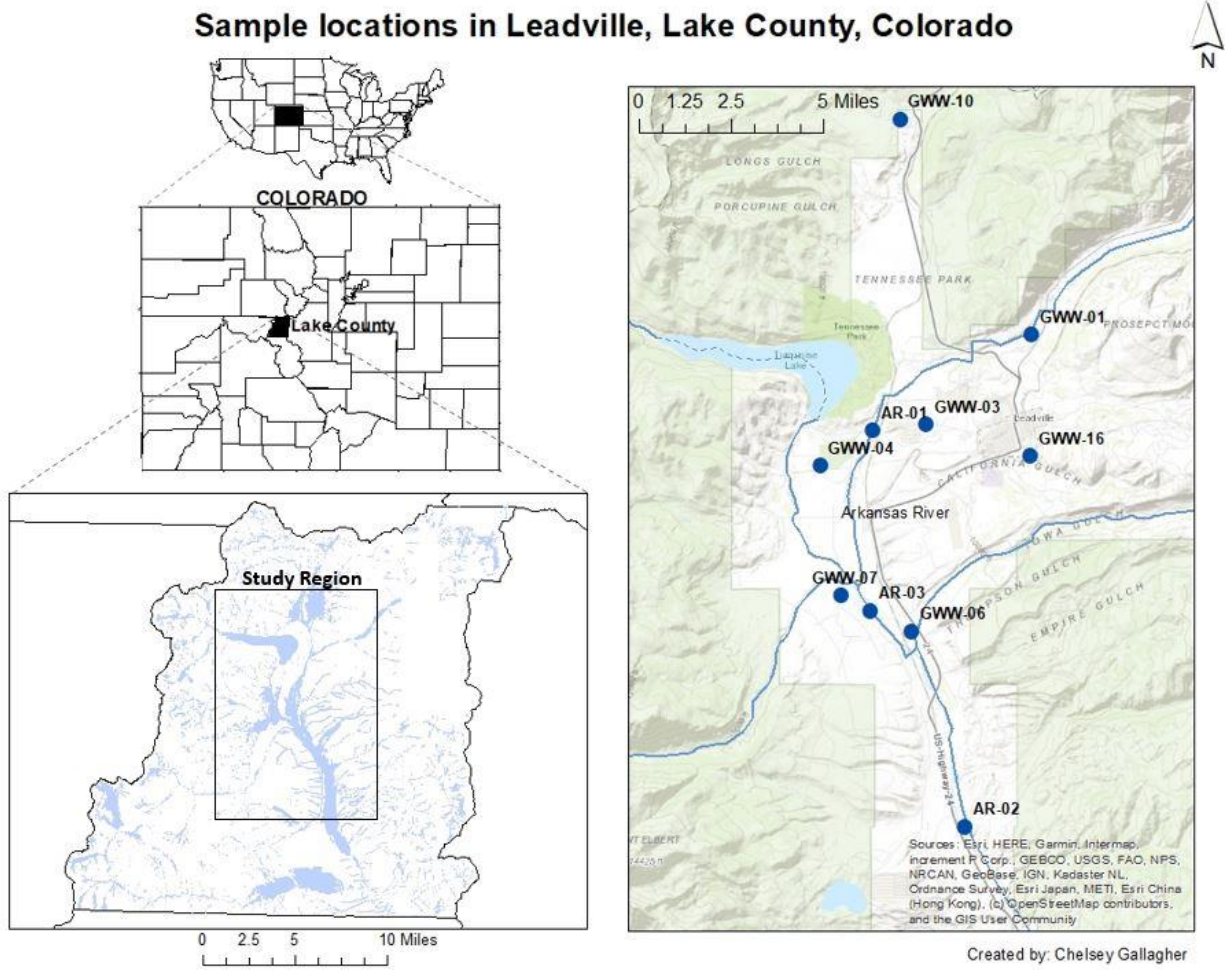 Sample locations in Leadville, Lake County, Colorado
N
COLORADO
Lake County
Study Region
0 2.5 5 10 Miles
0 1.25 2.5 5 Miles
GWW-10
LONGS GULCH
PORCUPINE GULCH
TENNESSEE PARK
GWW-01
PROSEPCT MO
Tennessee
Park
Turquoise
Lake
AR-01
GWW-03
Leadville
GWW-04
GWW-16
CALIFORNIA GULCH
Arkansas River
IOWA GULCH
THOMPSON GULCH
EMPIRE GULCH
GWW-07
AR-03
GWW-06
24
US-Highway-24
AR-02
NT ELBERT
Sources: Esri, HERE, Garmin, Intermap,
increment P Corp., GEBCO, USGS, FAO, NPS,
NRCAN, GeoBase, IGN, Kadaster NL,
Ordnance Survey, Esri Japan, METI, Esri China
(Hong Kong), (c) OpenStreetMap contributors,
and the GIS User Community
Created by: Chelsey Gallagher